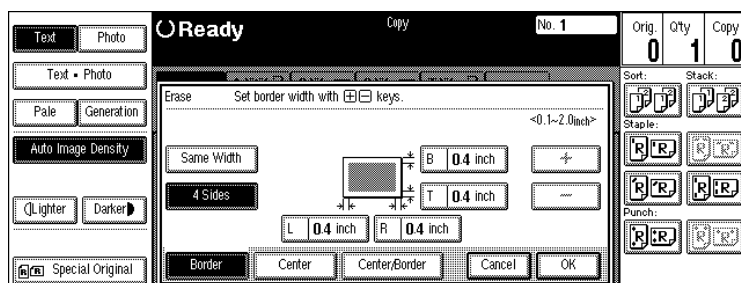 Text Photo
Text • Photo
Pale Generation
Auto Image Density
Lighter Darker
Special Original
Ready
Copy
No. 1
Orig. Q'ty Copy
0 1 0
Erase Set border width with + − keys.
<0.1~2.0inch>
Same Width
4 Sides
B 0.4 inch
T 0.4 inch
L 0.4 inch R 0.4 inch
+
−
Border Center Center/Border Cancel OK
Sort: Stack:
Staple:
Punch: